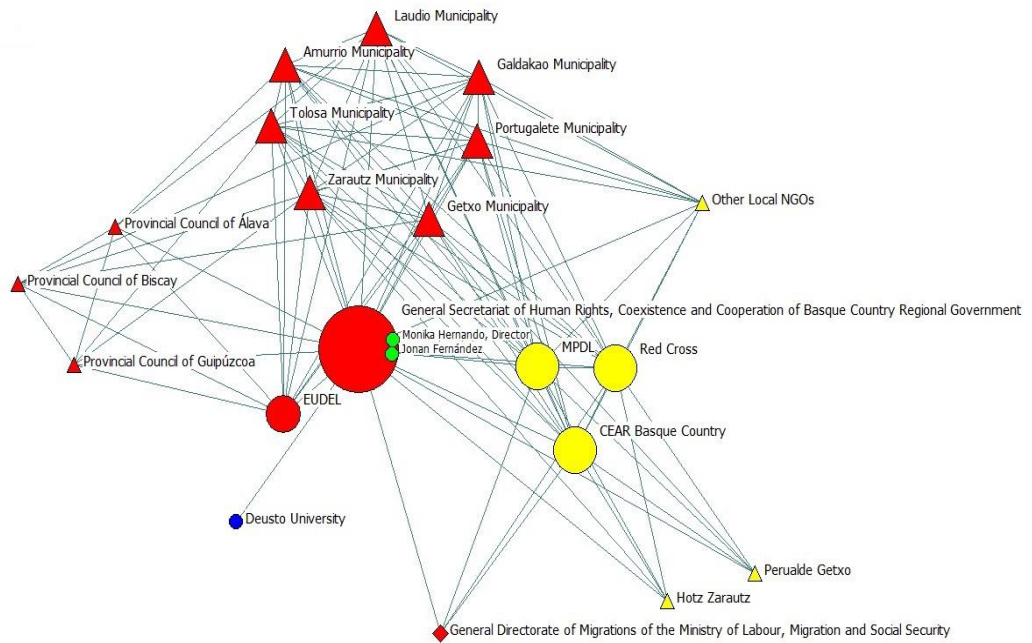 Laudio Municipality
Amurrio Municipality
Galdakao Municipality
Tolosa Municipality
Portugalete Municipality
Zarautz Municipality
Other Local NGOs
Getxo Municipality
Provincial Council of Álava
Provincial Council of Biscay
General Secretariat of Human Rights, Coexistence and Cooperation of Basque Country Regional Government
Monika Hernando, Director
Jonan Fernández
MPDL
Red Cross
Provincial Council of Guipúzcoa
EUDEL
CEAR Basque Country
Deusto University
Perualde Getxo
Hotz Zarautz
General Directorate of Migrations of the Ministry of Labour, Migration and Social Security